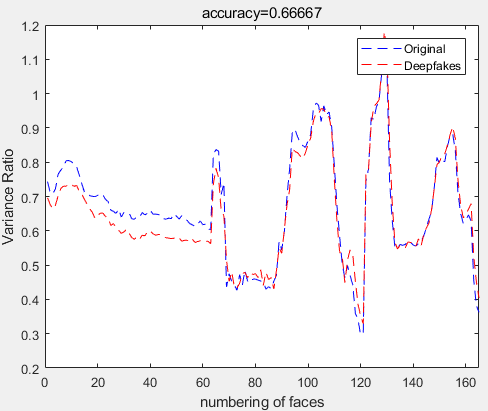 accuracy=0.66667
Original
Deepfakes
Variance Ratio
1.2
1.1
1
0.9
0.8
0.7
0.6
0.5
0.4
0.3
0.2
0 20 40 60 80 100 120 140 160
numbering of faces